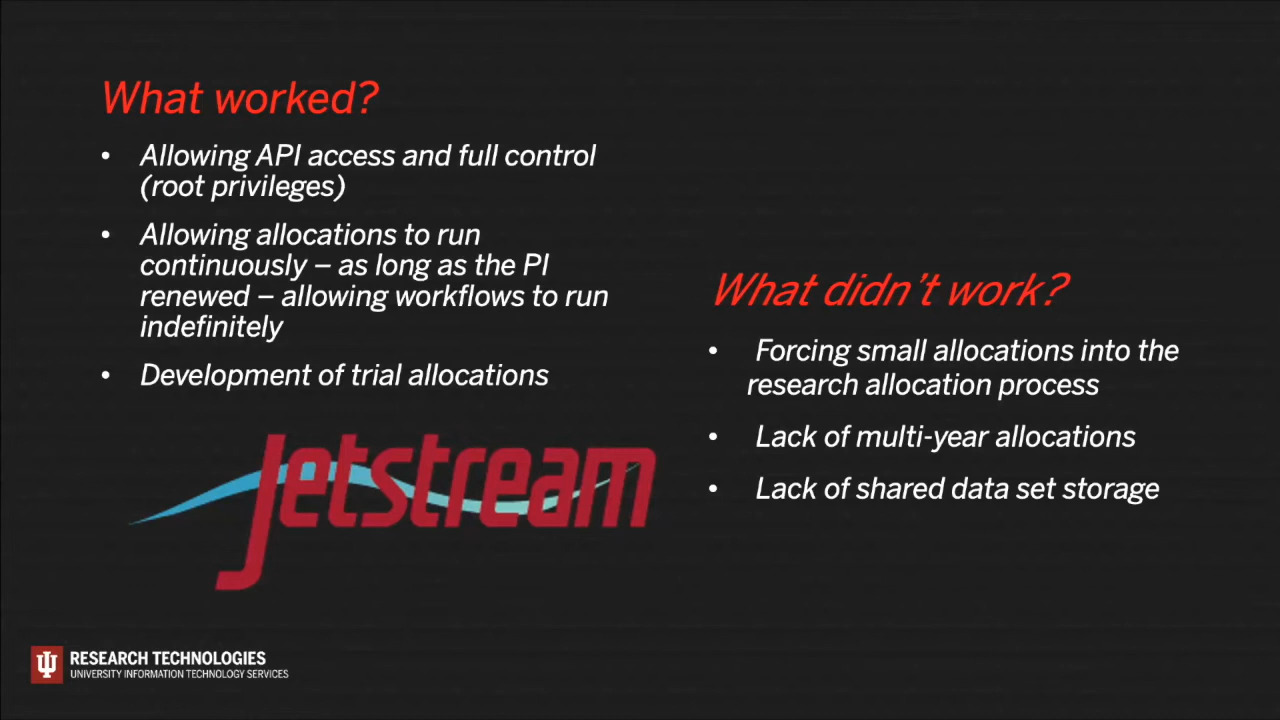 What worked?
• Allowing API access and full control
(root privileges)
• Allowing allocations to run
continuously – as long as the PI
renewed – allowing workflows to run
indefinitely
• Development of trial allocations
Jetstream
What didn't work?
• Forcing small allocations into the
research allocation process
• Lack of multi-year allocations
• Lack of shared data set storage
RESEARCH TECHNOLOGIES
UNIVERSITY INFORMATION TECHNOLOGY SERVICES